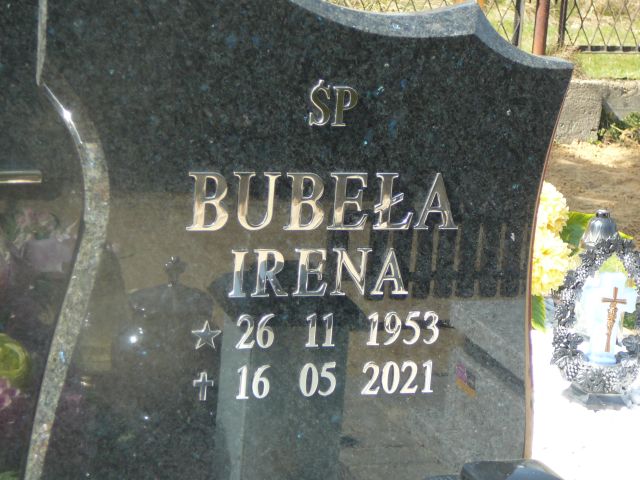 ŚP
BUBEŁA
IRENA
26 11 1953
16 05 2021